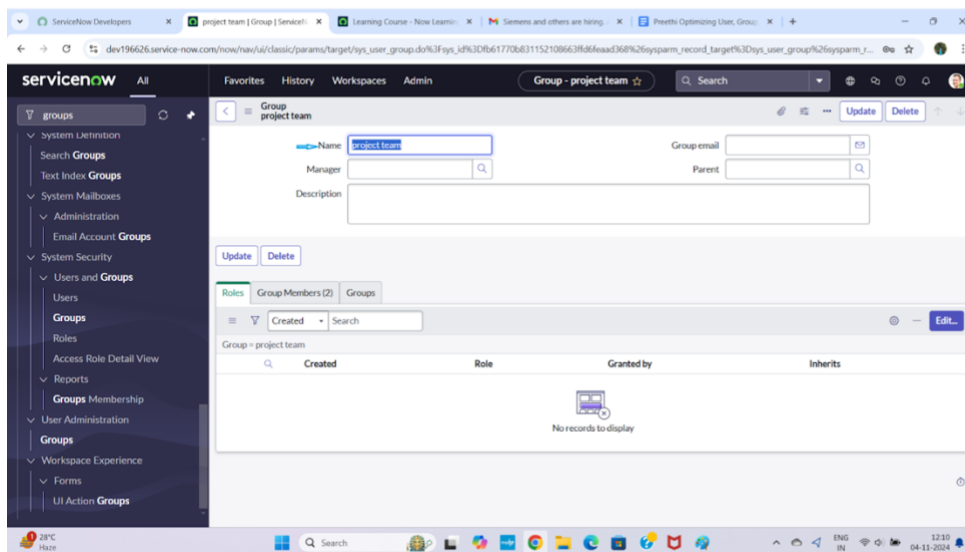 ServiceNow Developers
project team | Group | ServiceN
Learning Course - Now Learnin
Siemens and others are hiring.
Preethi Optimizing User, Group
dev196626.service-now.com/now/nav/ui/classic/params/target/sys_user_group.do%3Fsys_id%3Dfb61770b831152108663ffd6feaad368%26sysparm_record_target%3Dsys_user_group%26sysparm_r...
servicenow All
Favorites History Workspaces Admin
Group - project team
Search
groups
System Definition
Search Groups
Text Index Groups
System Mailboxes
Administration
Email Account Groups
System Security
Users and Groups
Users
Groups
Roles
Access Role Detail View
Reports
Groups Membership
User Administration
Groups
Workspace Experience
Forms
UI Action Groups
Group
project team
Update Delete
Name project team
Group email
Manager
Parent
Description
Update Delete
Roles Group Members (2) Groups
Created Search
Edit...
Group = project team
Created Role Granted by Inherits
No records to display
1
28°C
Haze
Search
ENG
IN
12:10
04-11-2024